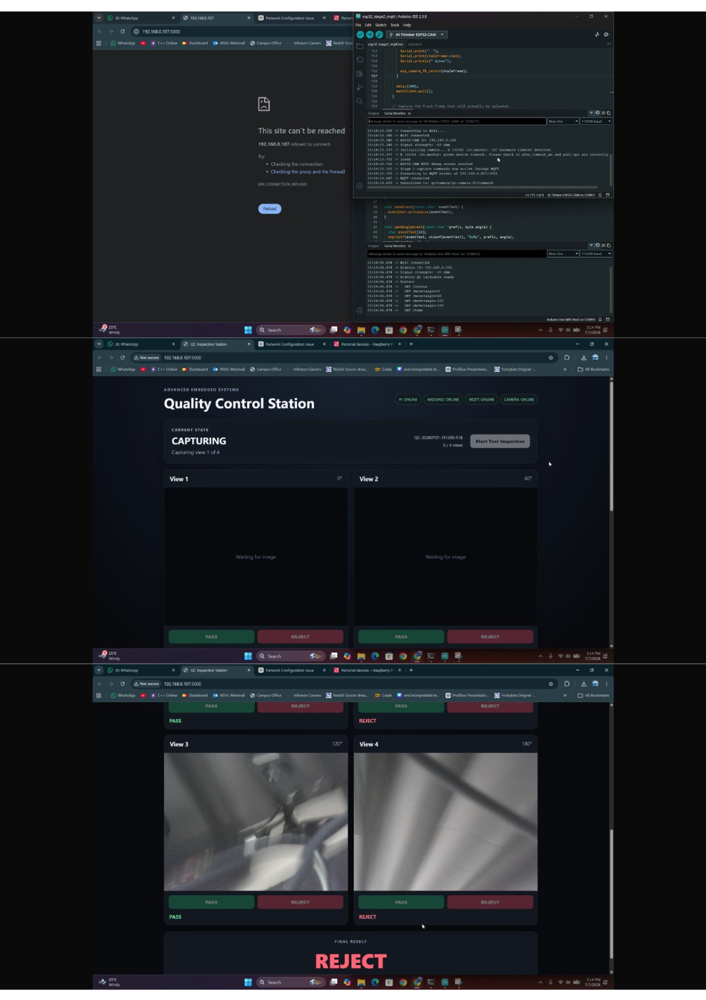 (8) WhatsApp
192.168.0.107
Network Configuration Issue
Person
192.168.0.107:5000
WhatsApp
C++ Online
Dashboard
HSHL Webmail
Campus Office
Infineon Careers
Reddit Soccer
This site can't be reached
192.168.0.107 refused to connect.
Try:
Checking the connection
Checking the proxy and the firewall
ERR_CONNECTION_REFUSED
Reload
esp32_stage2_mqtt | Arduino IDE 2.3.8
File Edit Sketch Tools Help
AI Thinker ESP32-CAM
esp32_stage2_mqtt.ino secrets.h
712 Serial.print(": ");
713 Serial.print(staleFrame->len);
714 Serial.println(" bytes");
715
716 esp_camera_fb_return(staleFrame);
717 }
718
719 delay(100);
720 mqttClient.poll();
721 }
722
723 // Capture the fresh frame that will actually be uploaded.
Output Serial Monitor
Message (Enter to send message to 'AI Thinker ESP32-CAM' on 'COM17')
New Line
115200 baud
15:14:13.358 -> Connecting to WiFi....
15:14:15.346 -> WiFi connected
15:14:15.346 -> ESP32-CAM IP: 192.168.0.104
15:14:15.346 -> Signal strength: -53 dBm
15:14:15.377 -> Initializing camera... E (3130) i2c.master: I2C hardware timeout detected
15:14:15.377 -> E (3130) i2c.master: probe device timeout. Please check if xfer_timeout_ms and pull-ups are correctly
15:14:15.752 -> ready
15:14:15.752 -> ESP32-CAM HTTP debug server started
15:14:15.752 -> Stage 2 capture commands now arrive through MQTT
15:14:15.752 -> Connecting to MQTT broker at 192.168.0.107:1883
15:14:16.647 -> MQTT connected
15:14:16.689 -> Subscribed to: qc/camera/qc-camera-01/command
Ln 717, Col 8 AI Thinker ESP32-CAM on COM17
37
38 void sendEvent(const char *eventText) {
39 eventChar.writeValue(eventText);
40 }
41
42 void sendAngleEvent(const char *prefix, byte angle) {
43 char eventText[16];
44 snprintf(eventText, sizeof(eventText), "%s%u", prefix, angle);
Output Serial Monitor
Message (Enter to send message to 'Arduino Uno WiFi Rev2' on 'COM16')
New Line
115200 baud
15:14:06.474 -> WiFi connected
15:14:06.474 -> Arduino IP: 192.168.0.103
15:14:06.474 -> Signal strength: -37 dBm
15:14:06.474 -> Arduino QC turntable ready
15:14:06.474 -> Routes:
15:14:06.474 -> GET /status
15:14:06.474 -> GET /move?angle=0
15:14:06.474 -> GET /move?angle=60
15:14:06.474 -> GET /move?angle=120
15:14:06.474 -> GET /move?angle=180
15:14:06.474 -> GET /home
Arduino Uno WiFi Rev2 on COM16
25°C
Windy
Search
3:14 PM
7/7/2026
(8) WhatsApp
QC Inspection Station
Network Configuration Issue
Personal devices – Raspberry P
Not secure
192.168.0.107:5000
WhatsApp
C++ Online
Dashboard
HSHL Webmail
Campus Office
Infineon Careers
Reddit Soccer strea...
Colab
and interpretable le...
Profibus Presentatio...
Footybite Orignal -...
All Bookmarks
ADVANCED EMBEDDED SYSTEMS
Quality Control Station
PI: ONLINE
ARDUINO: ONLINE
MQTT: ONLINE
CAMERA: ONLINE
CURRENT STATE
CAPTURING
Capturing view 1 of 4
QC-20260707-151200-518
0 / 4 views
Start Test Inspection
View 1 0°
View 2 60°
Waiting for image
Waiting for image
PASS
REJECT
PASS
REJECT
25°C
Windy
Search
3:14 PM
7/7/2026
(8) WhatsApp
QC Inspection Station
Network Configuration Issue
Personal devices – Raspberry P
Not secure
192.168.0.107:5000
WhatsApp
C++ Online
Dashboard
HSHL Webmail
Campus Office
Infineon Careers
Reddit Soccer strea...
Colab
and interpretable le...
Profibus Presentatio...
Footybite Orignal -...
All Bookmarks
PASS
REJECT
PASS
REJECT
PASS
REJECT
View 3 120°
View 4 180°
PASS
REJECT
PASS
REJECT
PASS
REJECT
FINAL RESULT
REJECT
25°C
Windy
Search
3:14 PM
7/7/2026